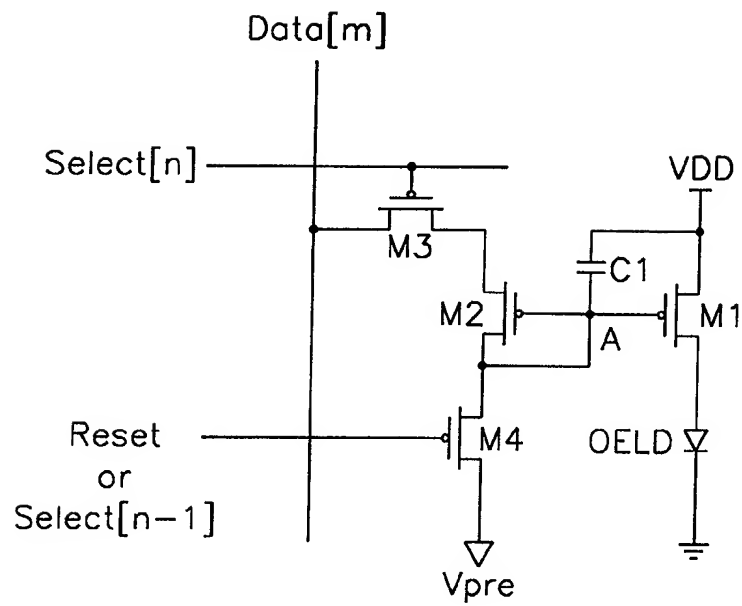 Data[m]
Select[n]
VDD
M3
C1
M2
M1
A
Reset
or
Select[n-1]
M4
OELD
Vpre